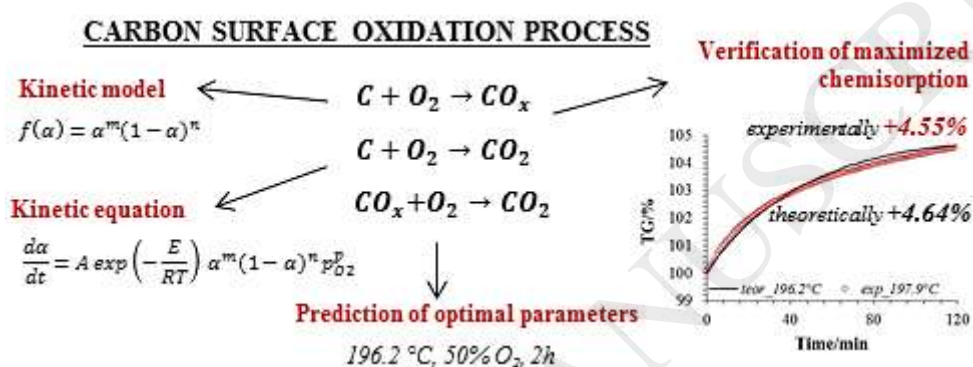 CARBON SURFACE OXIDATION PROCESS
Kinetic model
f(α) = α^m(1 − α)^n
C + O₂ → COₓ
C + O₂ → CO₂
COₓ+O₂ → CO₂
Kinetic equation
dα/dt = A exp(−E/RT) α^m(1 − α)^n p_{O2}^p
Prediction of optimal parameters
196.2 °C, 50% O₂, 2h
Verification of maximized
chemisorption
experimentally +4.55%
theoretically +4.64%
TG/%
105
104
103
102
101
100
99
teor_196.2°C exp_197.9°C
0 40 80 120
Time/min